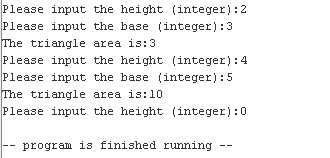 Please input the height (integer):2
Please input the base (integer):3
The triangle area is:3
Please input the height (integer):4
Please input the base (integer):5
The triangle area is:10
Please input the height (integer):0
-- program is finished running --